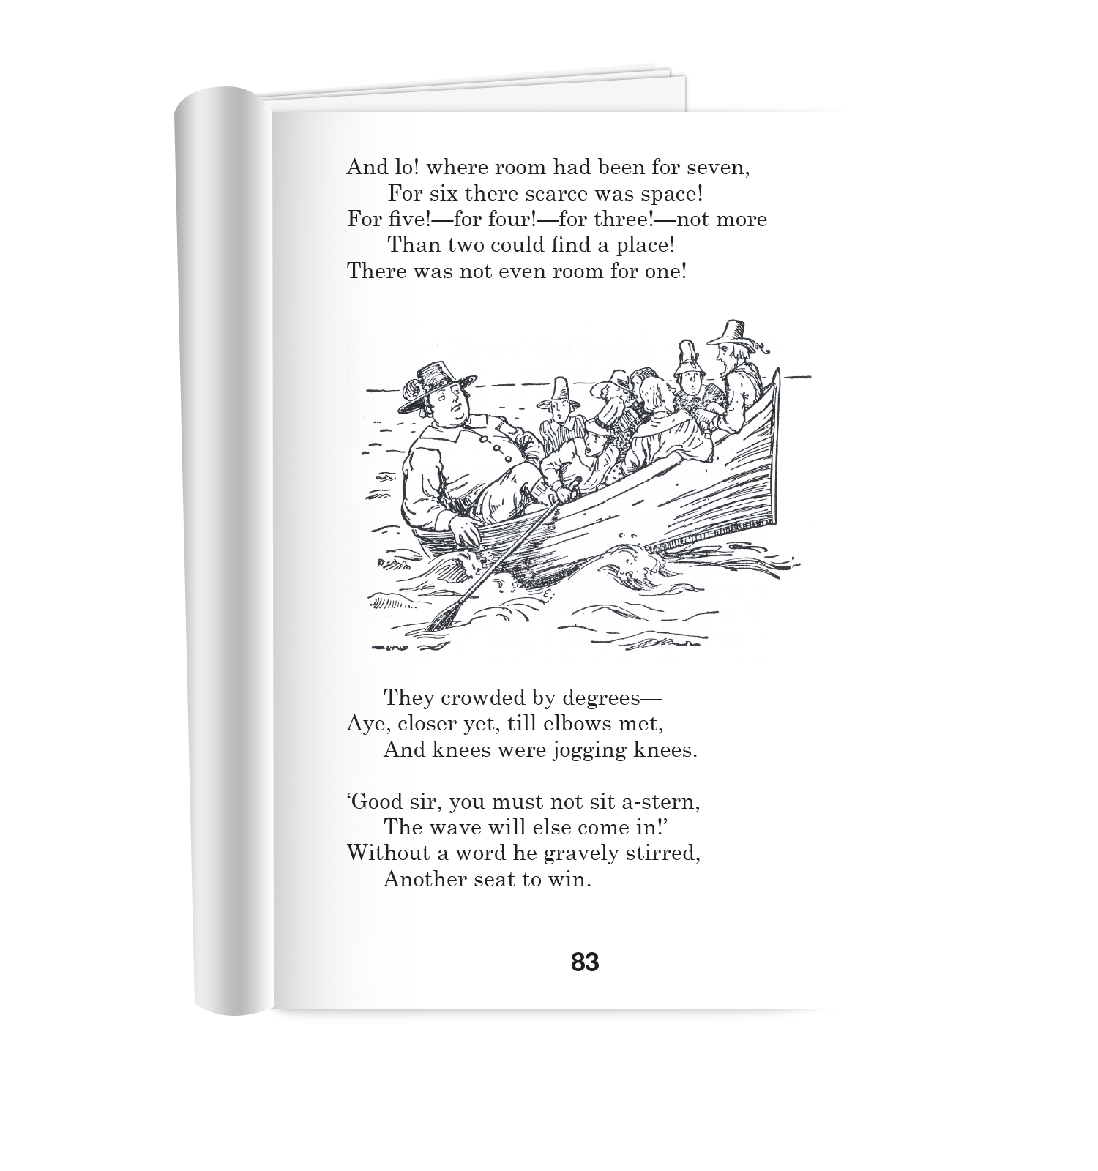 And lo! where room had been for seven,
For six there scarce was space!
For five!—for four!—for three!—not more
Than two could find a place!
There was not even room for one!
They crowded by degrees—
Aye, closer yet, till elbows met,
And knees were jogging knees.
‘Good sir, you must not sit a-stern,
The wave will else come in!’
Without a word he gravely stirred,
Another seat to win.
83